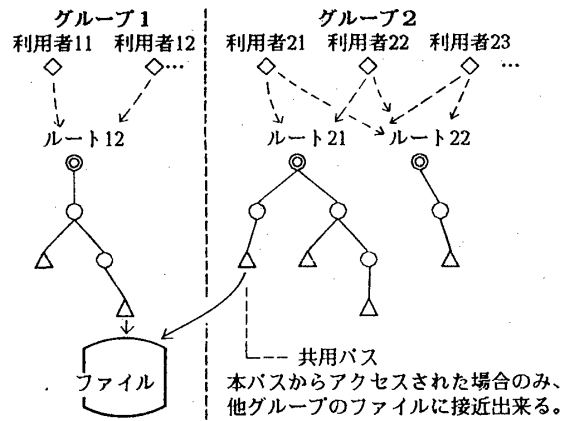 グループ1
グループ2
利用者11 利用者12 …
利用者21 利用者22 利用者23 …
ルート12
ルート21 ルート22
ファイル
共用パス
本パスからアクセスされた場合のみ、
他グループのファイルに接近出来る。